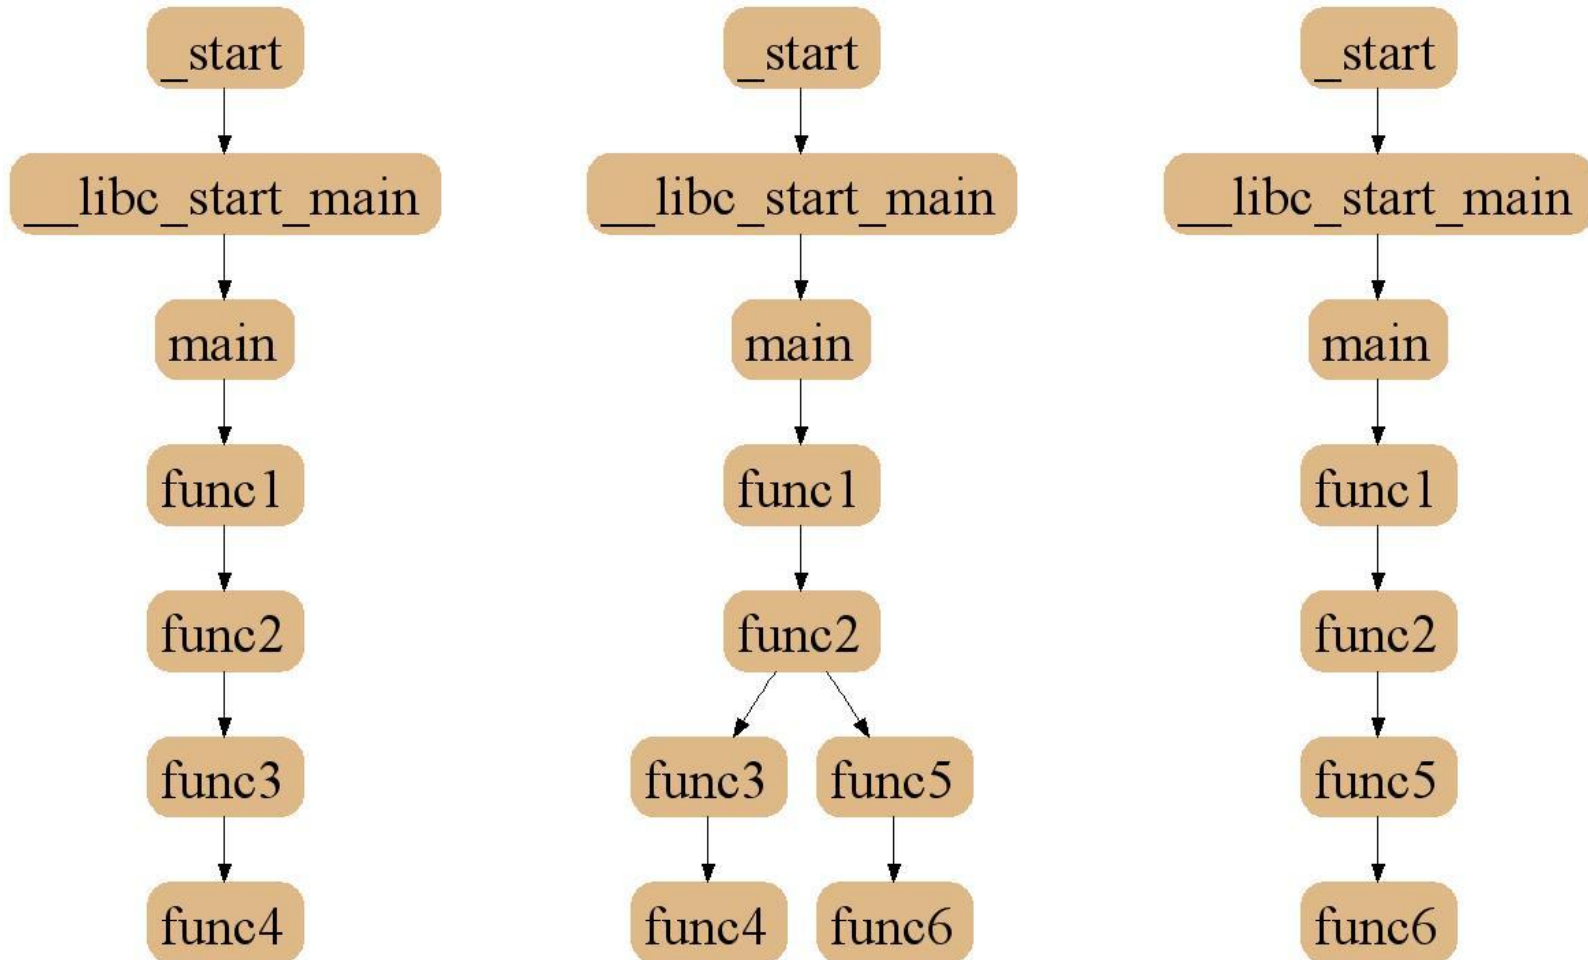 _start
__libc_start_main
main
func1
func2
func3
func4
_start
__libc_start_main
main
func1
func2
func3 func5
func4 func6
_start
__libc_start_main
main
func1
func2
func5
func6